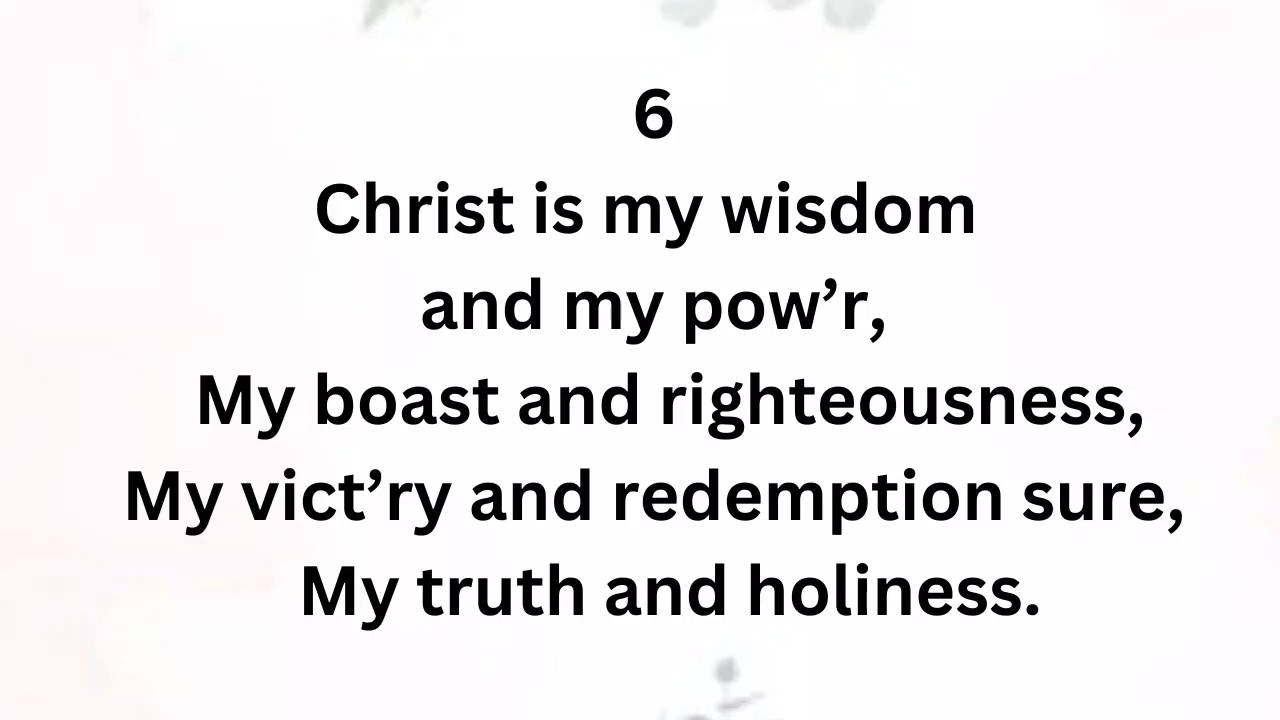 6
Christ is my wisdom
and my pow’r,
My boast and righteousness,
My vict’ry and redemption sure,
My truth and holiness.